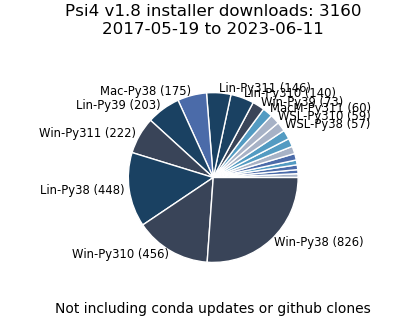 Psi4 v1.8 installer downloads: 3160
2017-05-19 to 2023-06-11
Lin-Py311 (146)
Lin-Py310 (140)
Win-Py39 (73)
MacM-Py311 (60)
WSL-Py310 (59)
WSL-Py38 (57)
Mac-Py38 (175)
Lin-Py39 (203)
Win-Py311 (222)
Lin-Py38 (448)
Win-Py310 (456)
Win-Py38 (826)
Not including conda updates or github clones